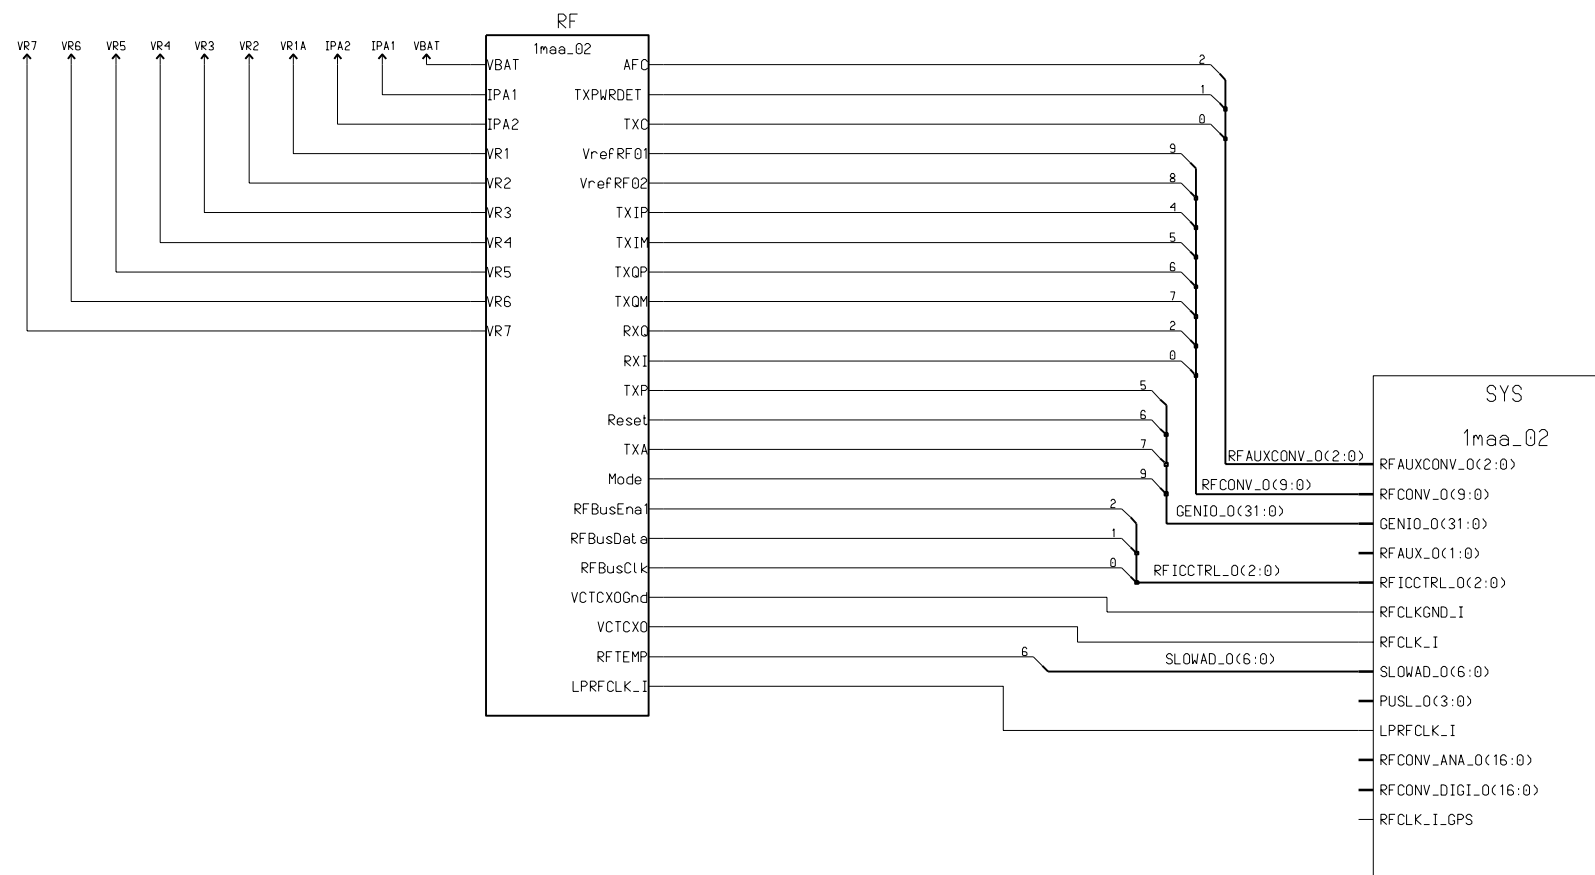 RF
VR7 VR6 VR5 VR4 VR3 VR2 VR1A IPA2 IPA1 VBAT
1maa_02
VBAT AFC 2
IPA1 TXPWRDET 1
IPA2 TXC 0
VR1 VrefRF01 9
VR2 VrefRF02 8
VR3 TXIP 4
VR4 TXIM 5
VR5 TXQP 6
VR6 TXQM 7
VR7 RXQ 2
RXI 0
TXP 5
SYS
Reset 6
1maa_02
TXA 7
RFAUXCONV_O(2:0) RFAUXCONV_O(2:0)
Mode 9
RFCONV_O(9:0) RFCONV_O(9:0)
RFBusEna1 2
GENIO_O(31:0) GENIO_O(31:0)
RFBusData 1
RFAUX_O(1:0)
RFBusClk 0
RFICCTRL_O(2:0) RFICCTRL_O(2:0)
VCTCXOGnd
RFCLKGND_I
VCTCXO
RFCLK_I
RFTEMP 6
SLOWAD_O(6:0) SLOWAD_O(6:0)
LPRFCLK_I
PUSL_O(3:0)
LPRFCLK_I
RFCONV_ANA_O(16:0)
RFCONV_DIGI_O(16:0)
RFCLK_I_GPS